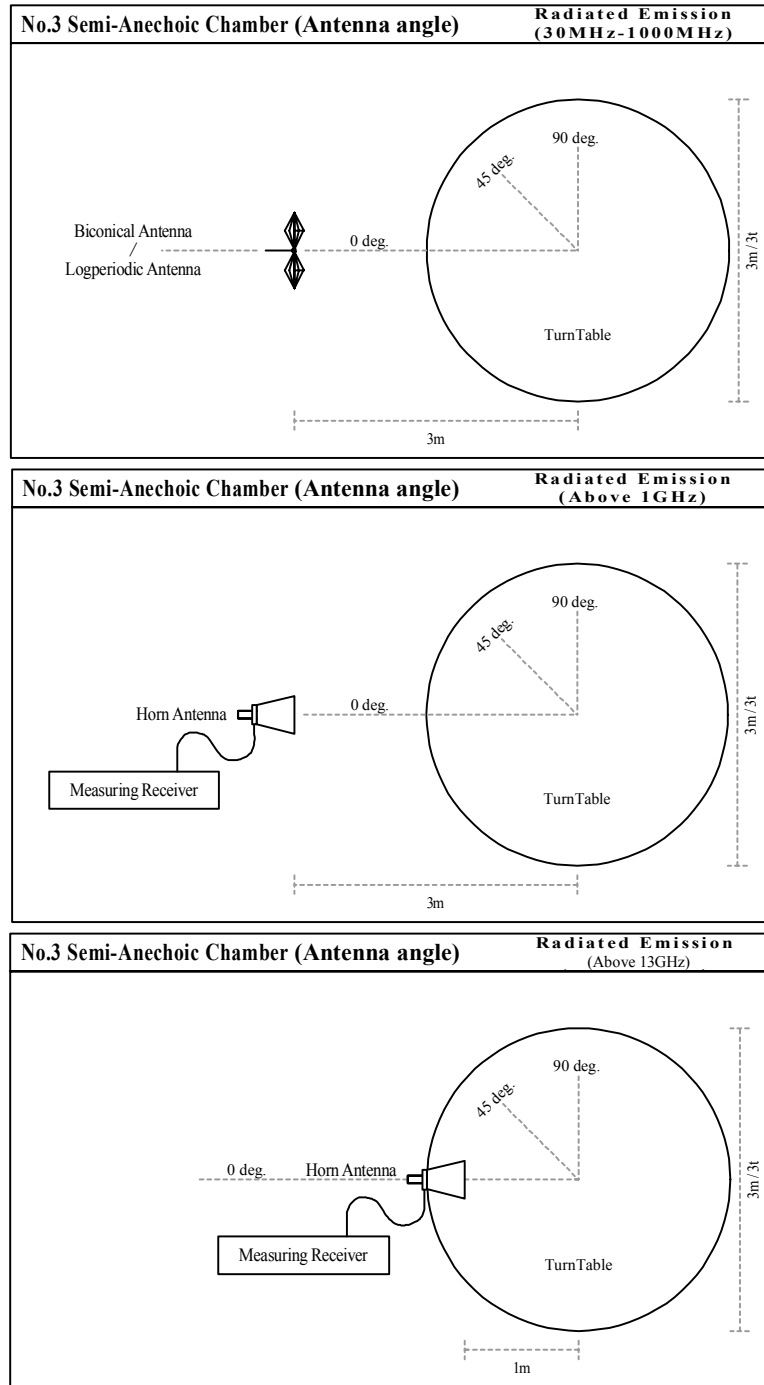 No.3 Semi-Anechoic Chamber (Antenna angle)
Radiated Emission
(30MHz-1000MHz)
90 deg.
45 deg.
Biconical Antenna
/
Logperiodic Antenna
0 deg.
3m / 3t
TurnTable
3m
No.3 Semi-Anechoic Chamber (Antenna angle)
Radiated Emission
(Above 1GHz)
90 deg.
45 deg.
0 deg.
Horn Antenna
3m / 3t
Measuring Receiver
TurnTable
3m
No.3 Semi-Anechoic Chamber (Antenna angle)
Radiated Emission
(Above 13GHz)
90 deg.
45 deg.
0 deg.
Horn Antenna
3m / 3t
Measuring Receiver
TurnTable
1m